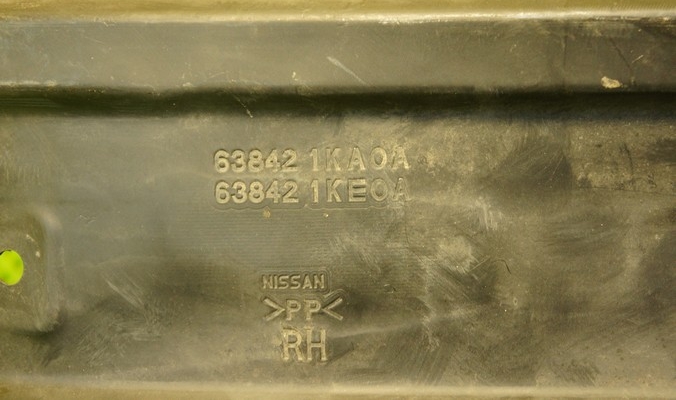 63842 1KA0A
63842 1KE0A
NISSAN
>PP<
RH